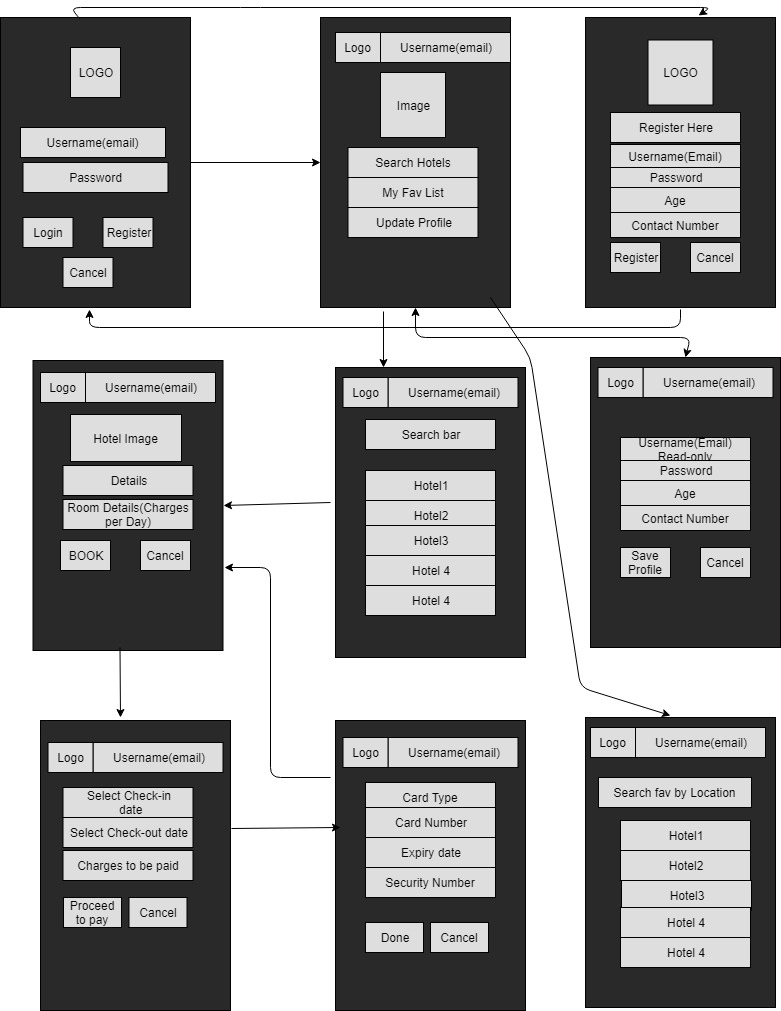 LOGO
Username(email)
Password
Login
Register
Cancel
Logo
Username(email)
Image
Search Hotels
My Fav List
Update Profile
LOGO
Register Here
Username(Email)
Password
Age
Contact Number
Register
Cancel
Logo
Username(email)
Hotel Image
Details
Room Details(Charges
per Day)
BOOK
Cancel
Logo
Username(email)
Search bar
Hotel1
Hotel2
Hotel3
Hotel 4
Hotel 4
Logo
Username(email)
Username(Email)
Read-only
Password
Age
Contact Number
Save
Profile
Cancel
Logo
Username(email)
Select Check-in
date
Select Check-out date
Charges to be paid
Proceed
to pay
Cancel
Logo
Username(email)
Card Type
Card Number
Expiry date
Security Number
Done
Cancel
Logo
Username(email)
Search fav by Location
Hotel1
Hotel2
Hotel3
Hotel 4
Hotel 4